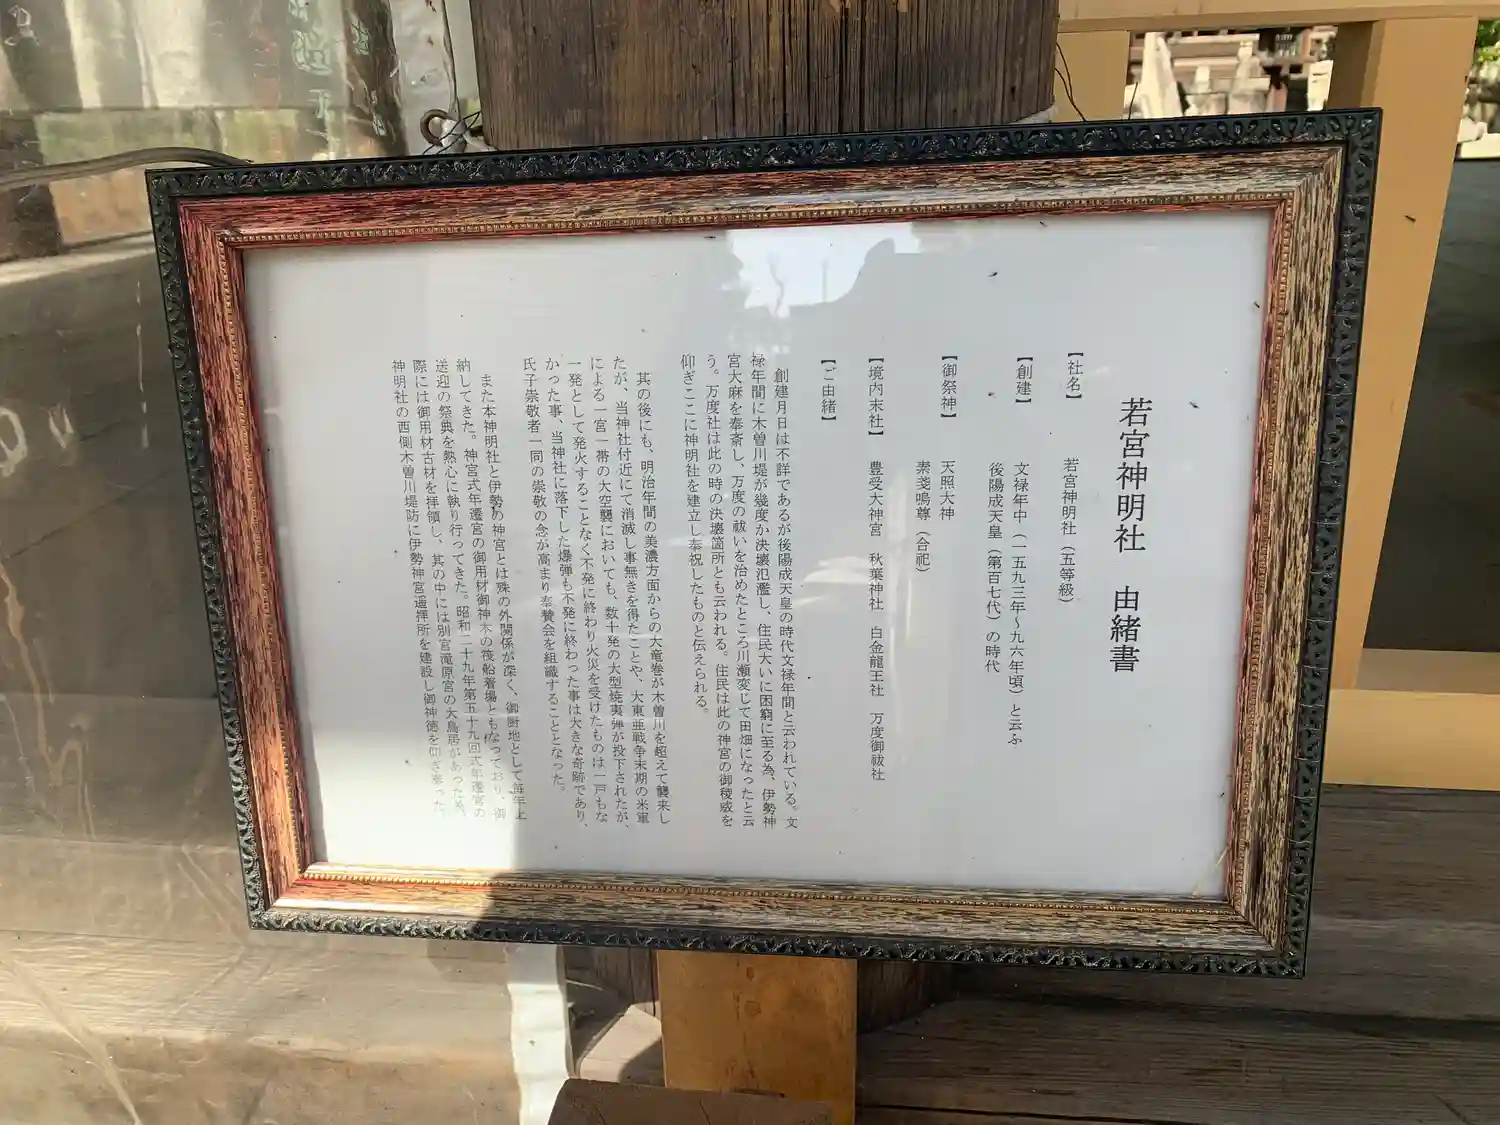 若宮神明社　由緒書
【社名】　若宮神明社（五等級）
【創建】　文禄年中（一五九三年～九六年頃）と云ふ
後陽成天皇（第百七代）の時代
【御祭神】　天照大神
素戔嗚尊（合祀）
【境内末社】　豊受大神宮　秋葉神社　白金龍王社　万度御祓社
【ご由緒】
創建月日は不詳であるが後陽成天皇の時代文禄年間と云われている。文
禄年間に木曽川堤が幾度か決壊氾濫し、住民大いに困窮に至る為、伊勢神
宮大麻を奉斎し、万度の祓いを治めたところ川瀬変じて田畑になったと云
う。万度社は此の時の決壊箇所とも云われる。住民は此の神宮の御稜威を
仰ぎここに神明社を建立し奉祝したものと伝えられる。
其の後にも、明治年間の美濃方面からの大竜巻が木曽川を超えて襲来し
たが、当神社付近にて消滅し事無きを得たことや、大東亜戦争末期の米軍
による一宮一帯の大空襲においても、数十発の大型焼夷弾が投下されたが、
一発として発火することなく不発に終わり火災を受けたものは一戸もな
かった事、当神社に落下した爆弾も不発に終わった事は大きな奇跡であり、
氏子崇敬者一同の崇敬の念が高まり奉賛会を組織することとなった。
また本神明社と伊勢の神宮とは殊の外関係が深く、御厨地として毎年上
納してきた。神宮式年遷宮の御用材御神木の筏船着場ともなっており、御
送迎の祭典を熱心に執り行ってきた。昭和二十九年第五十九回式年遷宮の
際には御用材古材を拝領し、其の中には別宮滝原宮の大鳥居があった為、
神明社の西側木曽川堤防に伊勢神宮遥拝所を建設し御神徳を仰ぎ奉った。